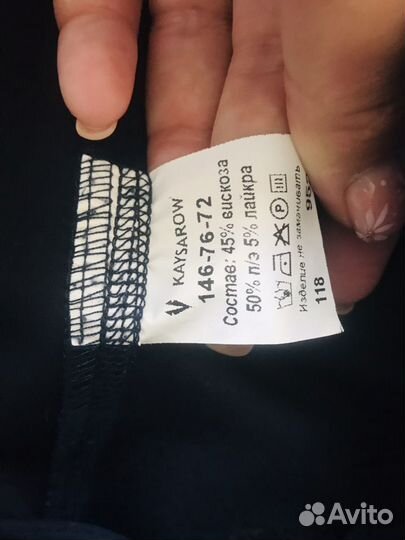 KAYSAROW
146-76-72
Состав: 45% вискоза
50% п/э 5% лайкра
P
Изделие не замачивать
118
Avito